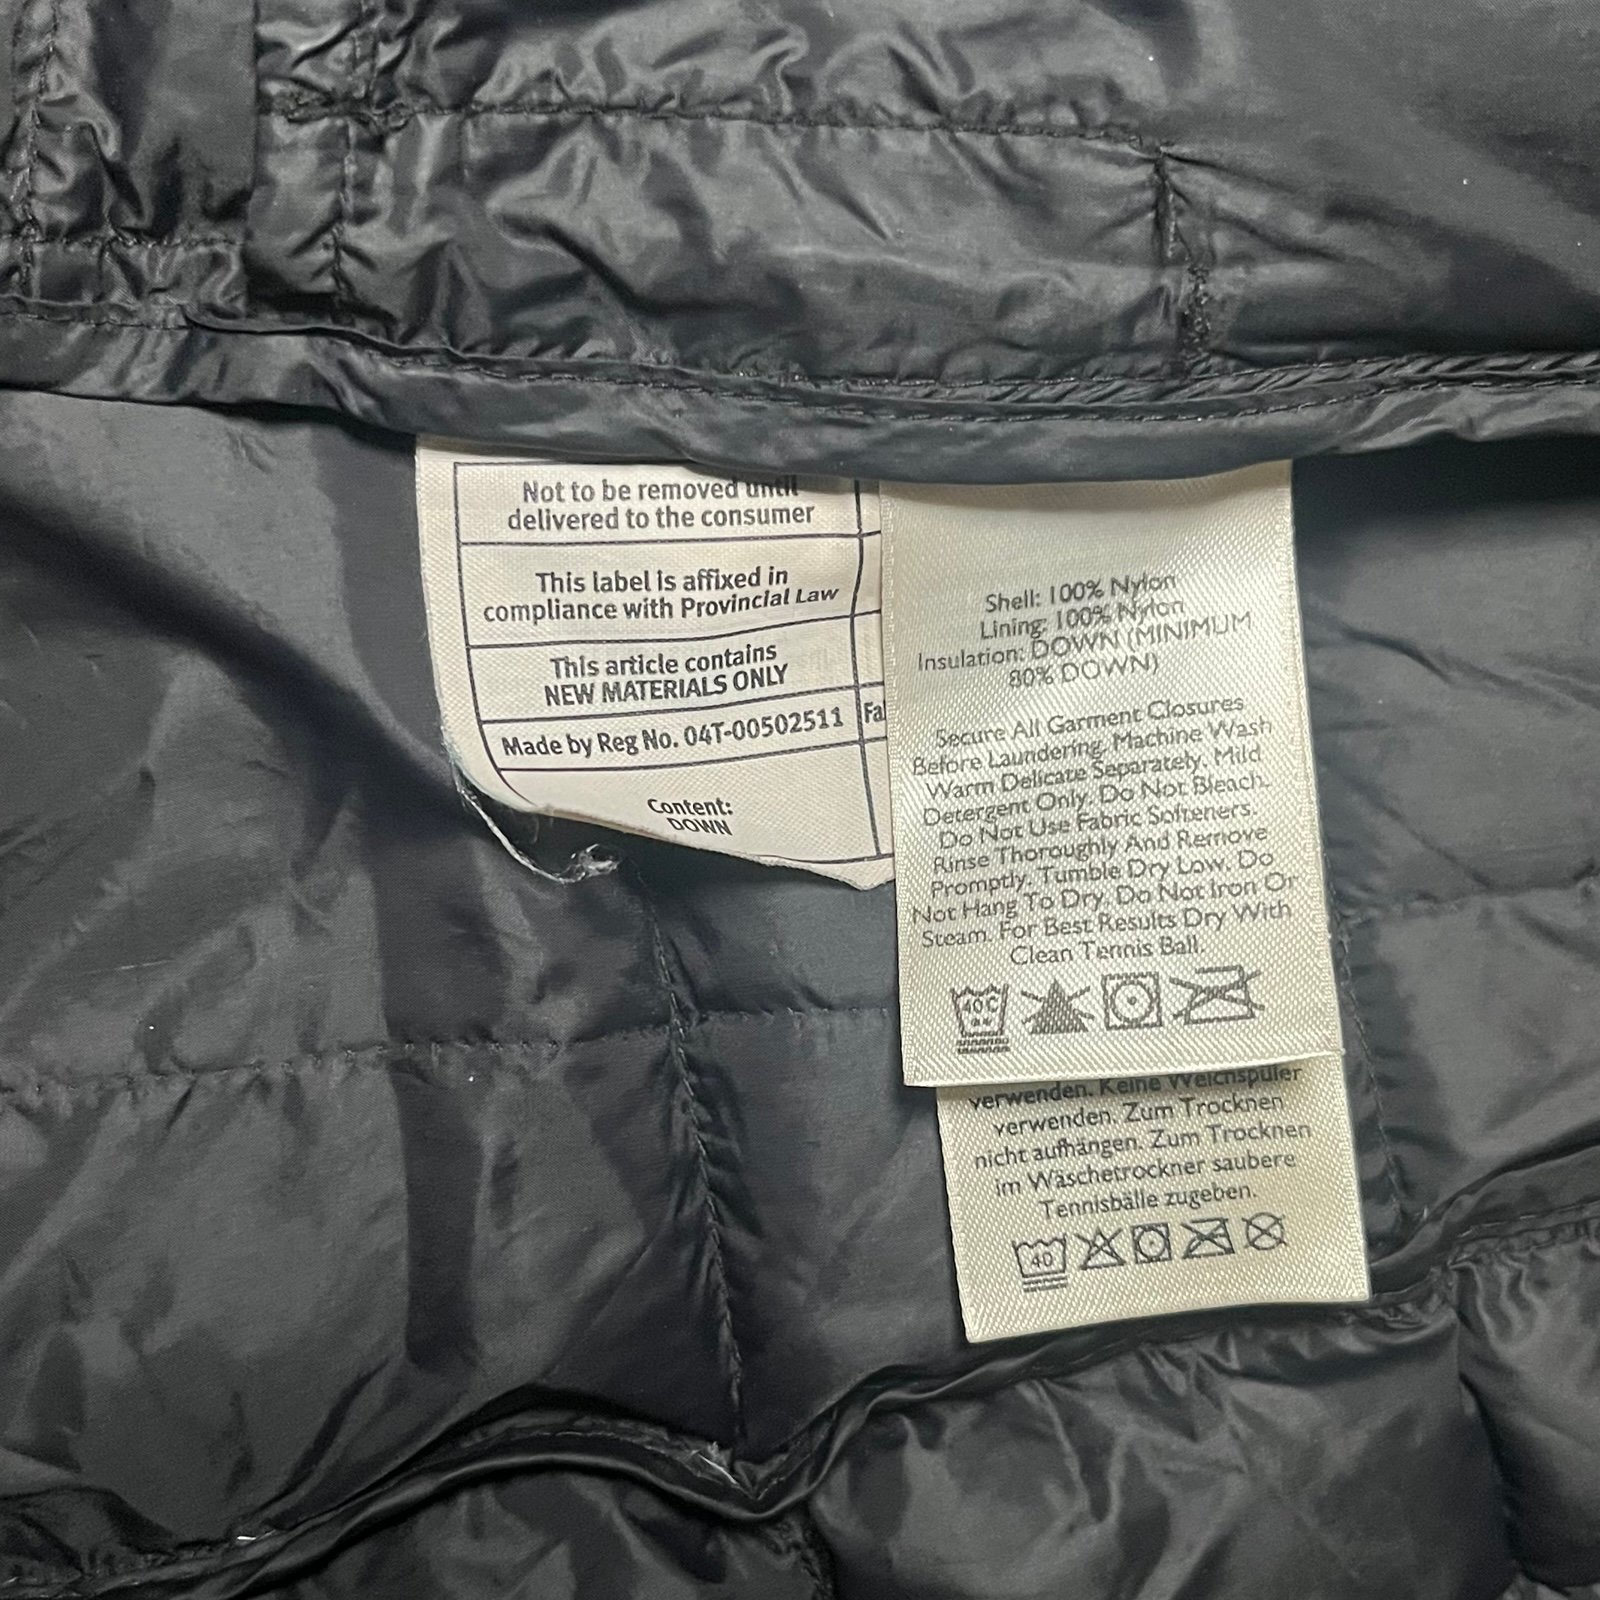 Not to be removed until
delivered to the consumer
This label is affixed in
compliance with Provincial Law
This article contains
NEW MATERIALS ONLY
Made by Reg No. 04T-00502511
Content:
DOWN
Shell: 100% Nylon
Lining: 100% Nylon
Insulation: DOWN (MINIMUM
80% DOWN)
Secure All Garment Closures
Before Laundering. Machine Wash
Warm Delicate Separately. Mild
Detergent Only. Do Not Bleach.
Do Not Use Fabric Softeners.
Rinse Thoroughly And Remove
Promptly. Tumble Dry Low. Do
Not Hang To Dry. Do Not Iron Or
Steam. For Best Results Dry With
Clean Tennis Ball.
40C
verwenden. Keine Weichspüler
verwenden. Zum Trocknen
nicht aufhängen. Zum Trocknen
im Wäschetrockner saubere
Tennisbälle zugeben.
40